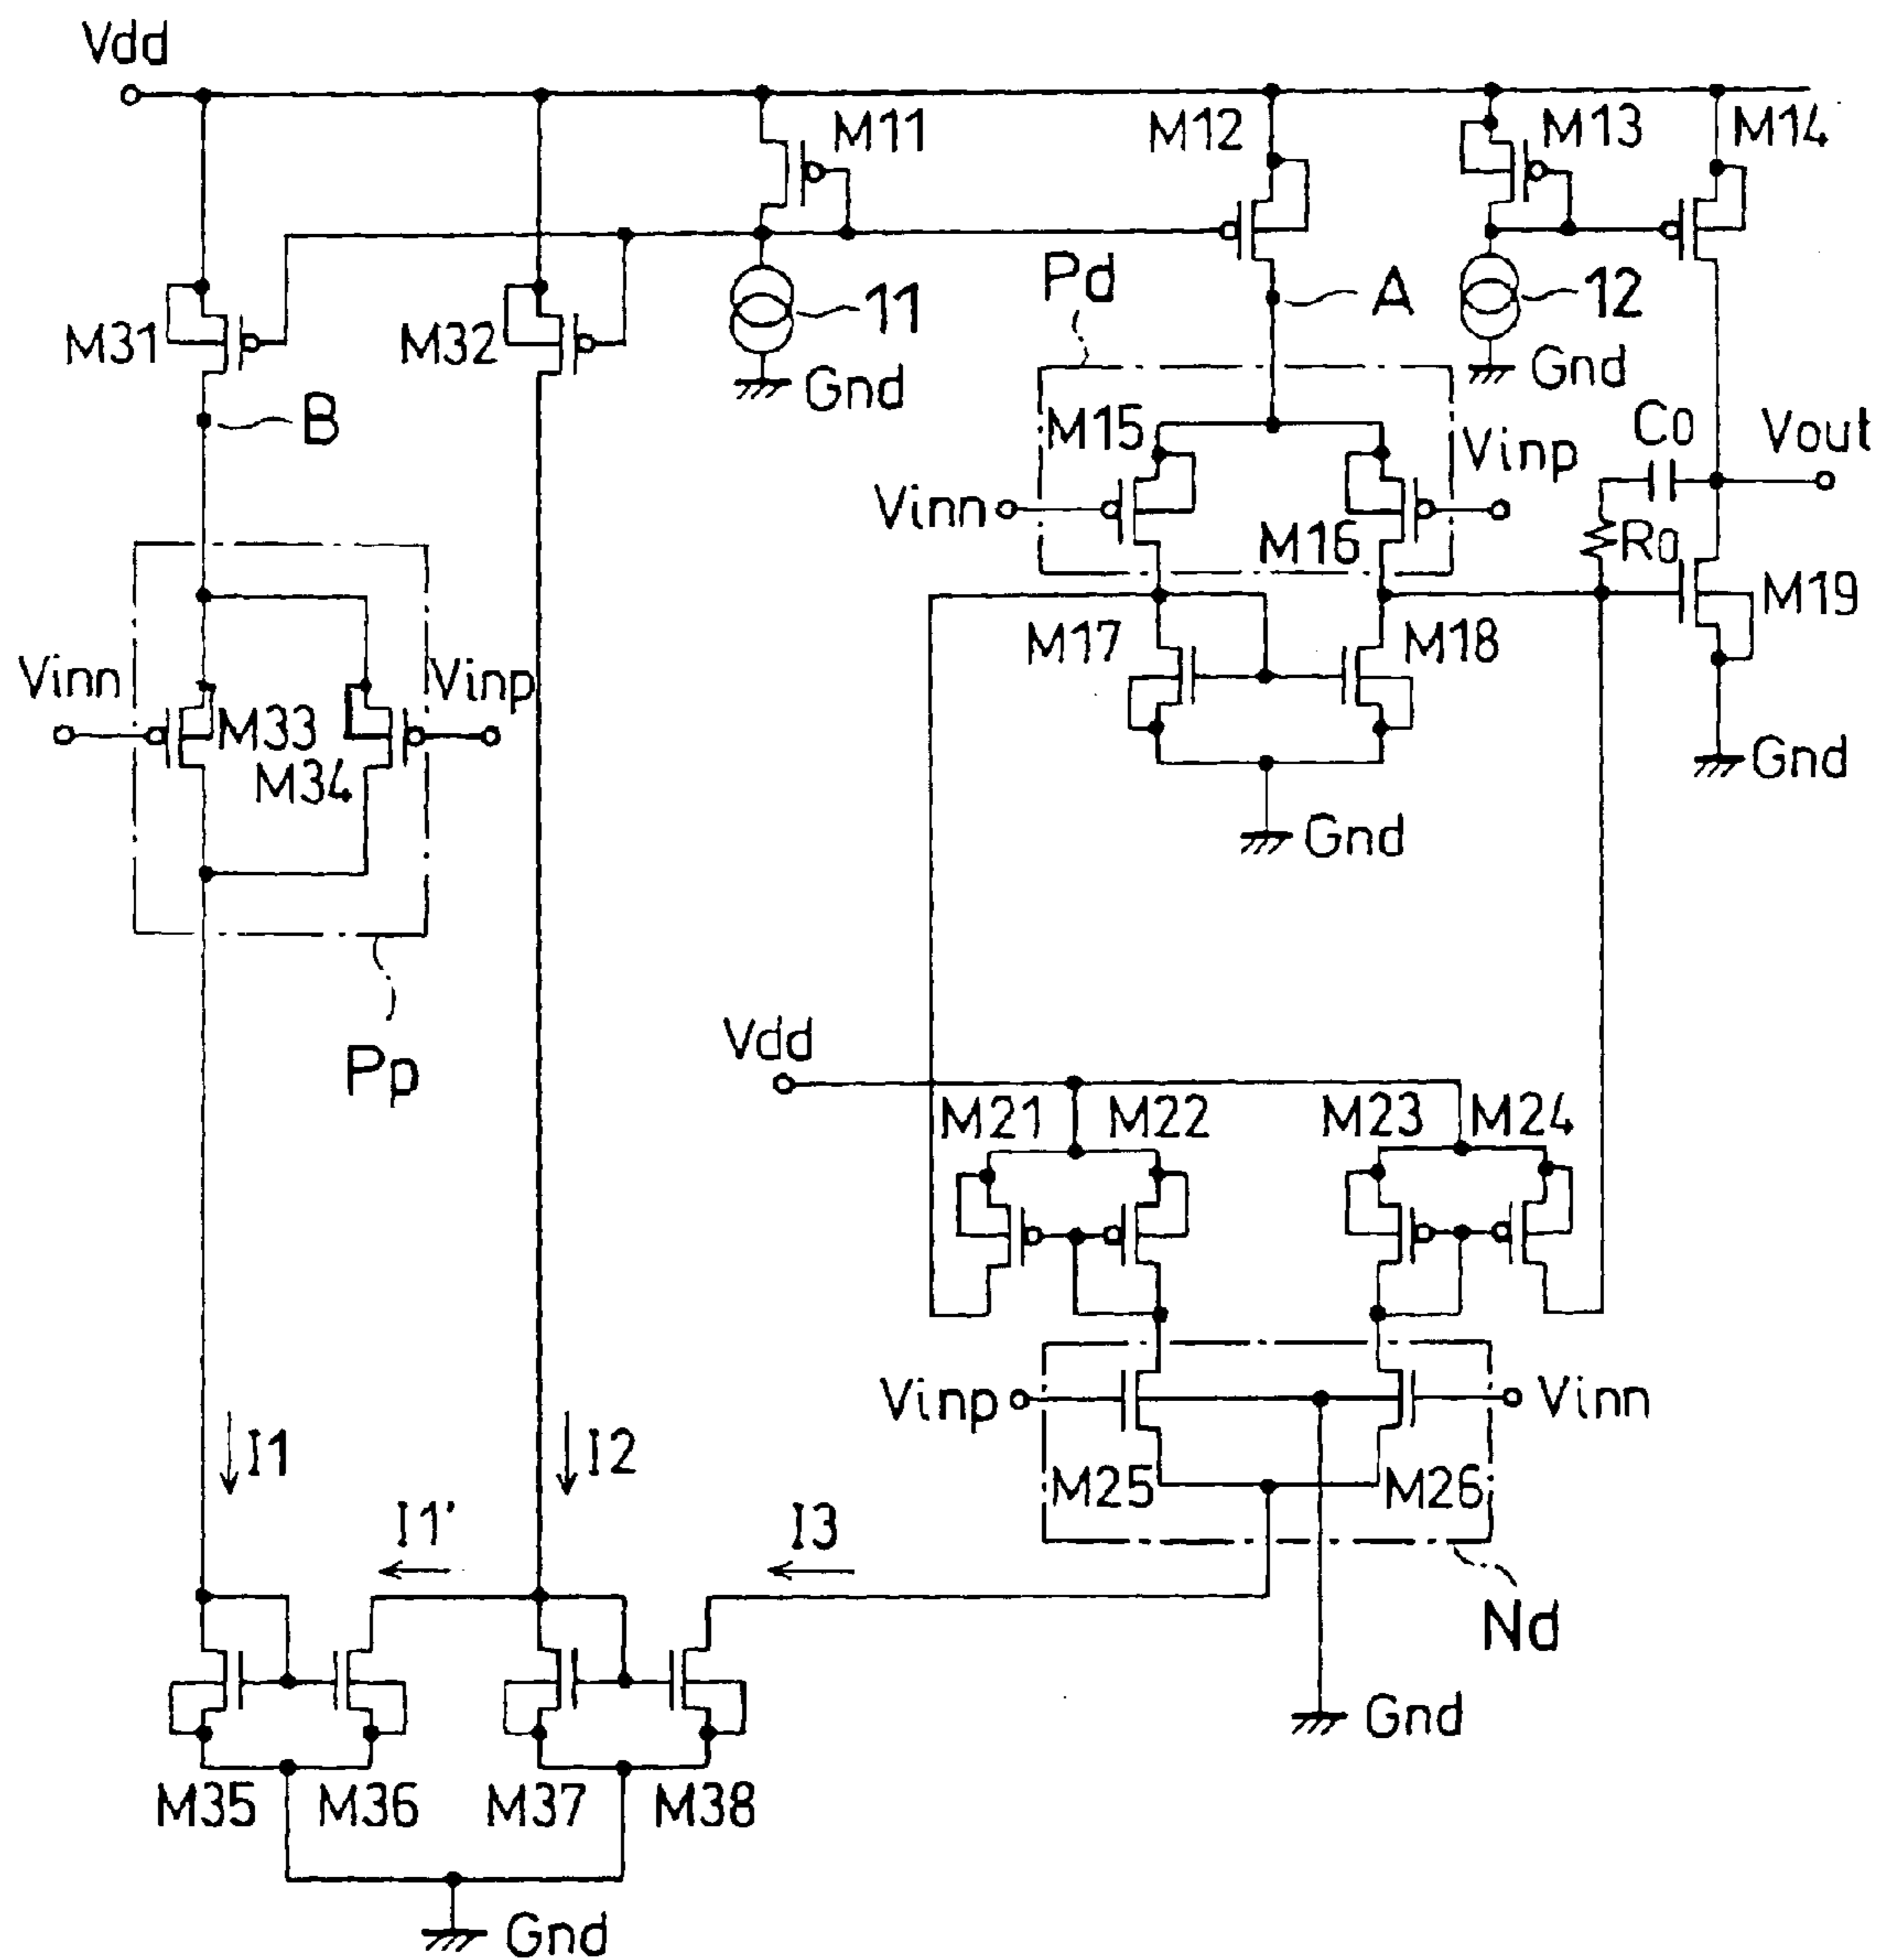 Vdd
M11
M12
M13
M14
Pd
A
11
12
M31
M32
Gnd
Gnd
B
M15
Vinp
Co
Vout
Vinn
M16
Ro
M17
M18
M19
Vinn
Vinp
M33
M34
Gnd
Gnd
Pp
Vdd
M21
M22
M23
M24
Vinp
Vinn
I1
I2
M25
M26
I1'
I3
Nd
Gnd
M35
M36
M37
M38
Gnd